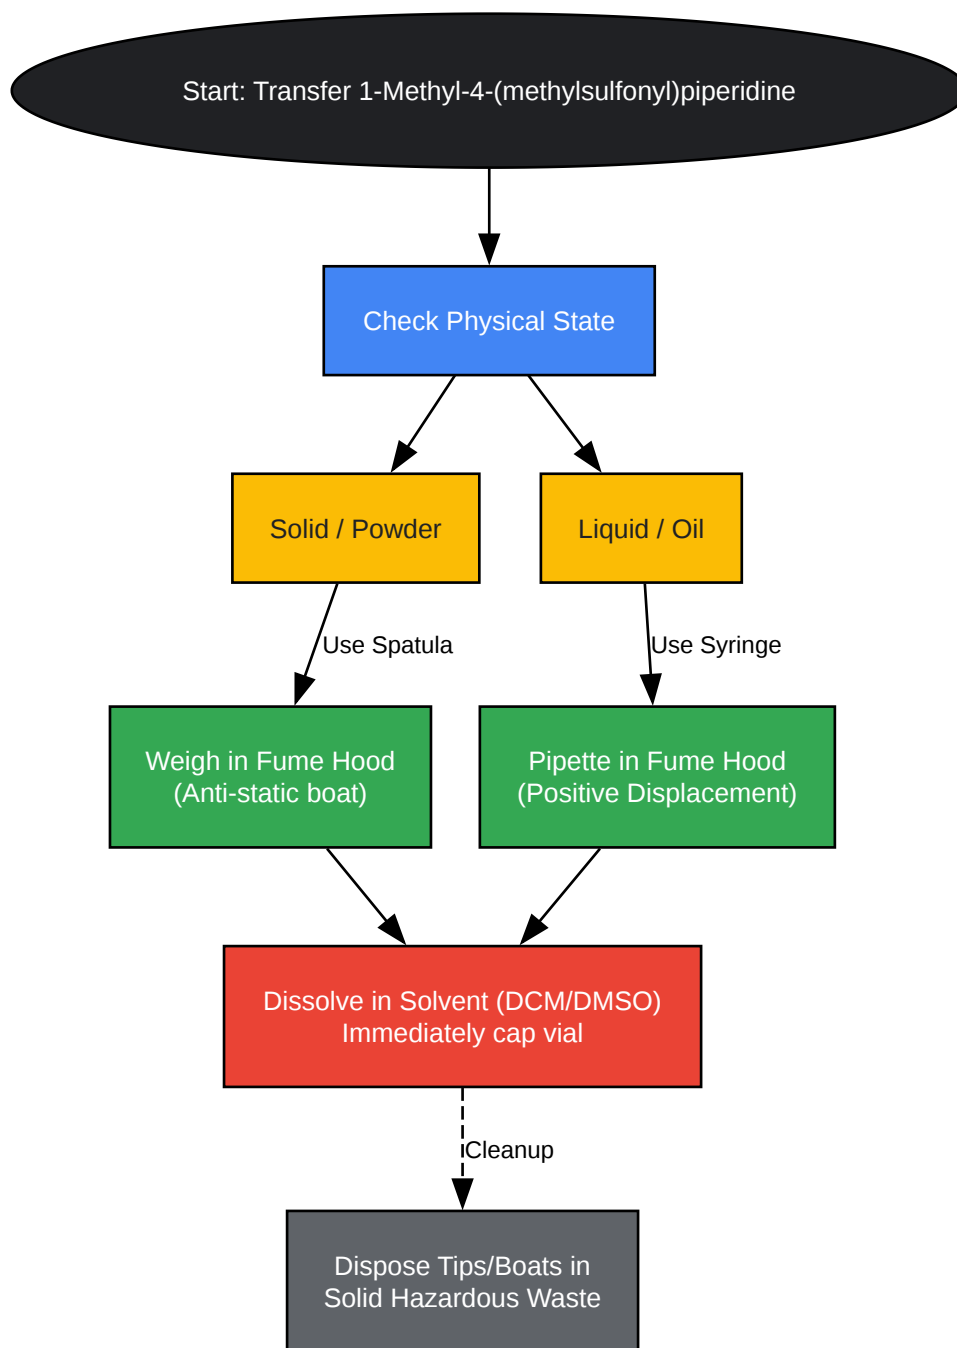 Start: Transfer 1-Methyl-4-(methylsulfonyl)piperidine
Check Physical State
Solid / Powder
Liquid / Oil
Use Spatula
Use Syringe
Weigh in Fume Hood
(Anti-static boat)
Pipette in Fume Hood
(Positive Displacement)
Dissolve in Solvent (DCM/DMSO)
Immediately cap vial
Cleanup
Dispose Tips/Boats in
Solid Hazardous Waste